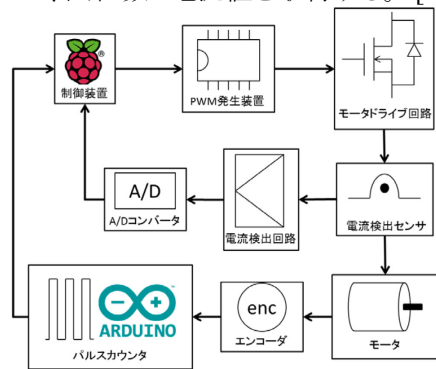 制御装置
PWM発生装置
モータドライブ回路
A/D
A/Dコンバータ
電流検出回路
電流検出センサ
ARDUINO
パルスカウンタ
enc
エンコーダ
モータ